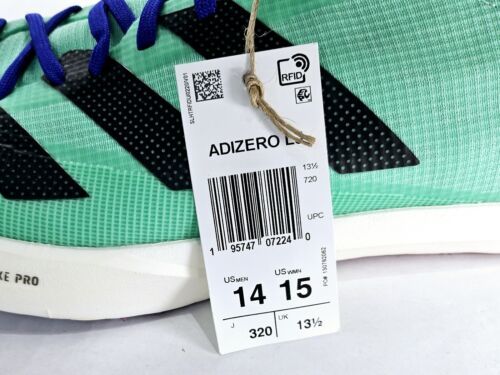 SLHTRFIDUR0220V01
RFID
ADIZERO
13½
720
UPC
1 95747 07224 0
US MEN
14
US WMN
15
J
320
UK
13½
KE PRO